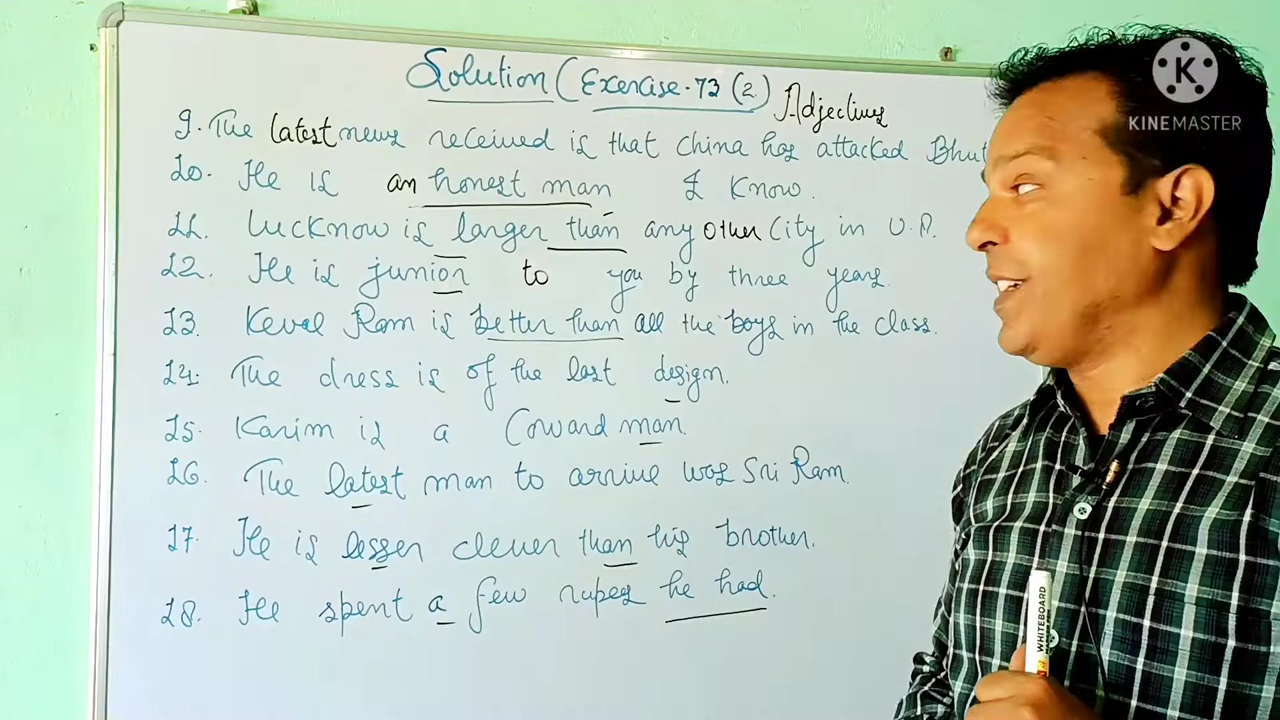 Solution (Exercise-73 (2.) Adjectives
9. The latest news received is that China has attacked Bhut
10. He is an honest man I know.
11. Lucknow is larger than any other City in U.P.
12. He is junior to you by three years.
13. Keval Ram is better than all the boys in the class.
14. The dress is of the last design.
15. Karim is a Coward man.
16. The latest man to arrive was Sri Ram.
17. He is lesser clever than his brother.
18. He spent a few rupes he had.
K
KINEMASTER
WHITEBOARD